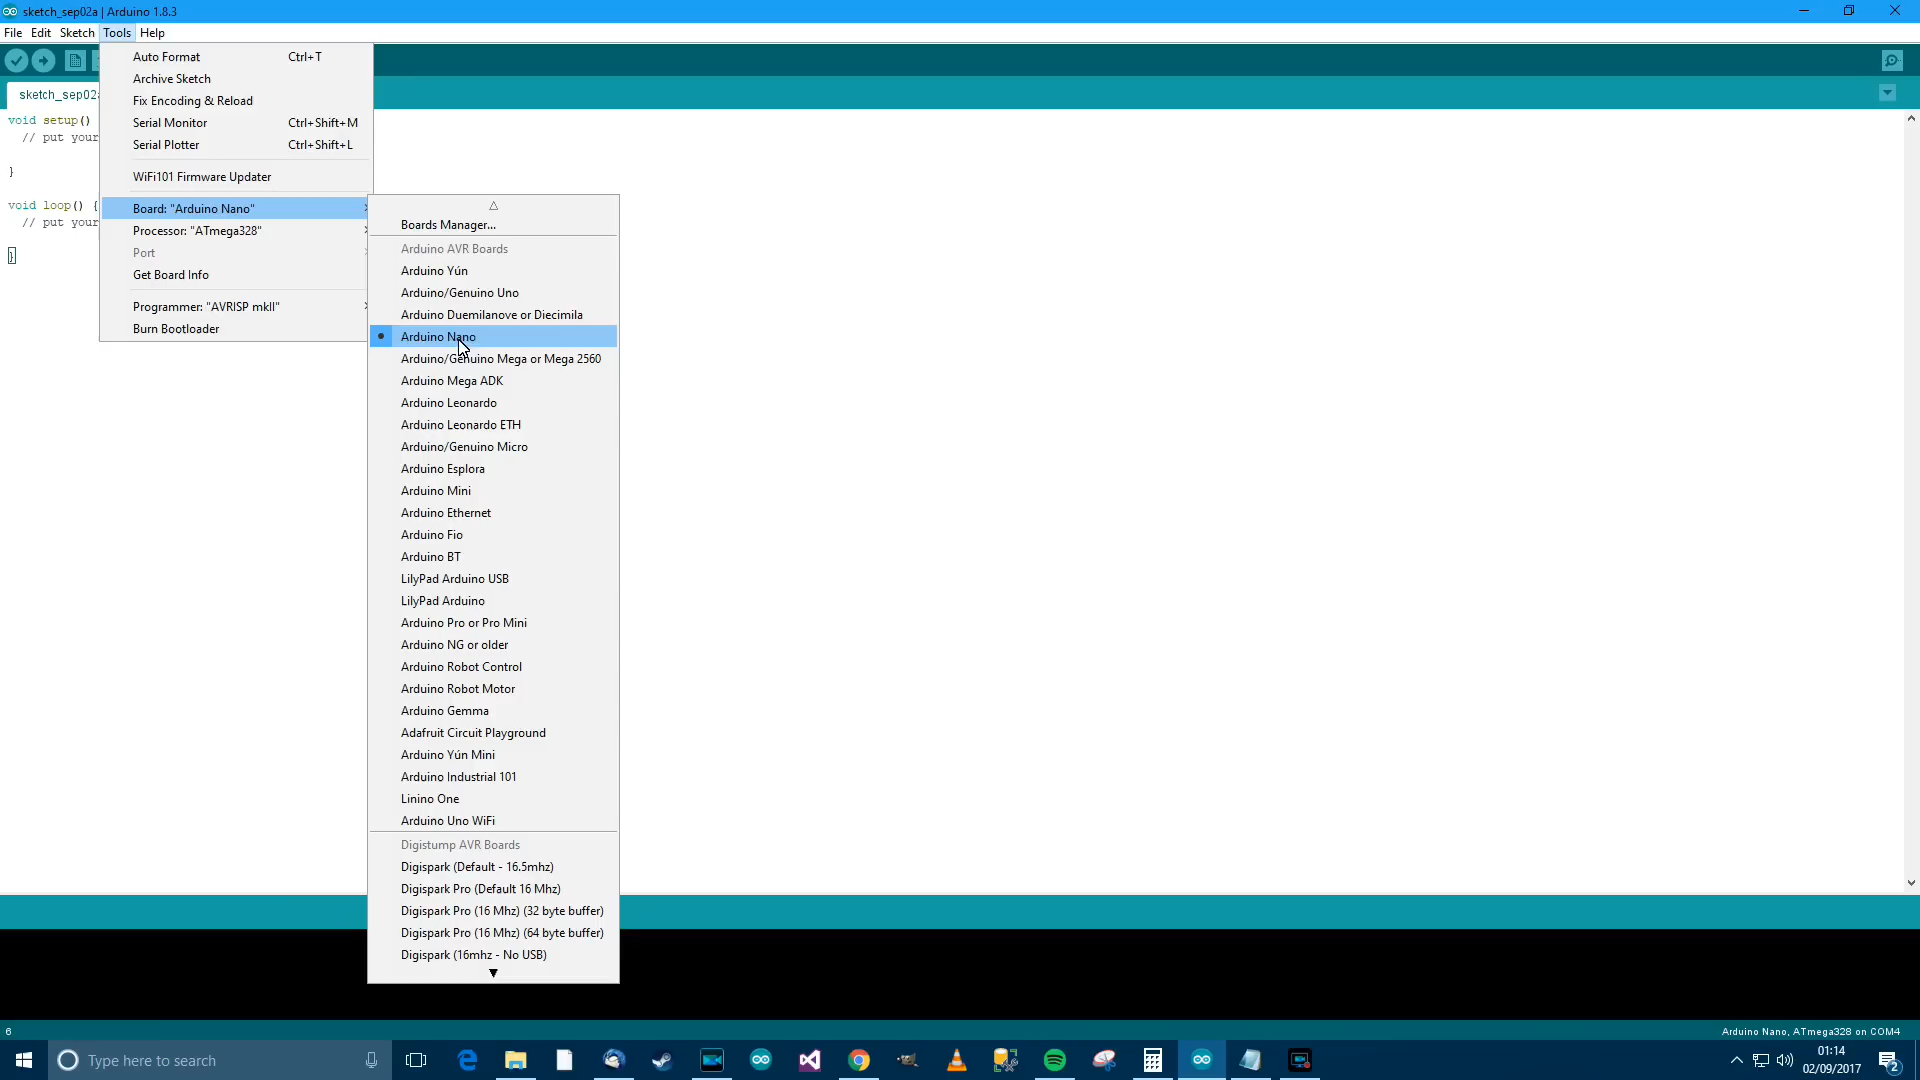 sketch_sep02a | Arduino 1.8.3
File Edit Sketch Tools Help
sketch_sep02a
void setup()
// put your
}
void loop() {
// put your
}
Auto Format Ctrl+T
Archive Sketch
Fix Encoding & Reload
Serial Monitor Ctrl+Shift+M
Serial Plotter Ctrl+Shift+L
WiFi101 Firmware Updater
Board: "Arduino Nano"
Processor: "ATmega328"
Port
Get Board Info
Programmer: "AVRISP mkII"
Burn Bootloader
Boards Manager...
Arduino AVR Boards
Arduino Yún
Arduino/Genuino Uno
Arduino Duemilanove or Diecimila
Arduino Nano
Arduino/Genuino Mega or Mega 2560
Arduino Mega ADK
Arduino Leonardo
Arduino Leonardo ETH
Arduino/Genuino Micro
Arduino Esplora
Arduino Mini
Arduino Ethernet
Arduino Fio
Arduino BT
LilyPad Arduino USB
LilyPad Arduino
Arduino Pro or Pro Mini
Arduino NG or older
Arduino Robot Control
Arduino Robot Motor
Arduino Gemma
Adafruit Circuit Playground
Arduino Yún Mini
Arduino Industrial 101
Linino One
Arduino Uno WiFi
Digistump AVR Boards
Digispark (Default - 16.5mhz)
Digispark Pro (Default 16 Mhz)
Digispark Pro (16 Mhz) (32 byte buffer)
Digispark Pro (16 Mhz) (64 byte buffer)
Digispark (16mhz - No USB)
6 Arduino Nano, ATmega328 on COM4
Type here to search
01:14
02/09/2017
2